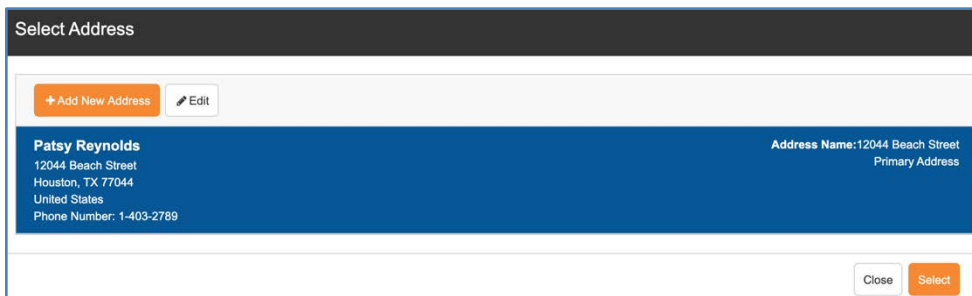 Select Address
+ Add New Address
Edit
Patsy Reynolds
12044 Beach Street
Houston, TX 77044
United States
Phone Number: 1-403-2789
Address Name:12044 Beach Street
Primary Address
Close
Select